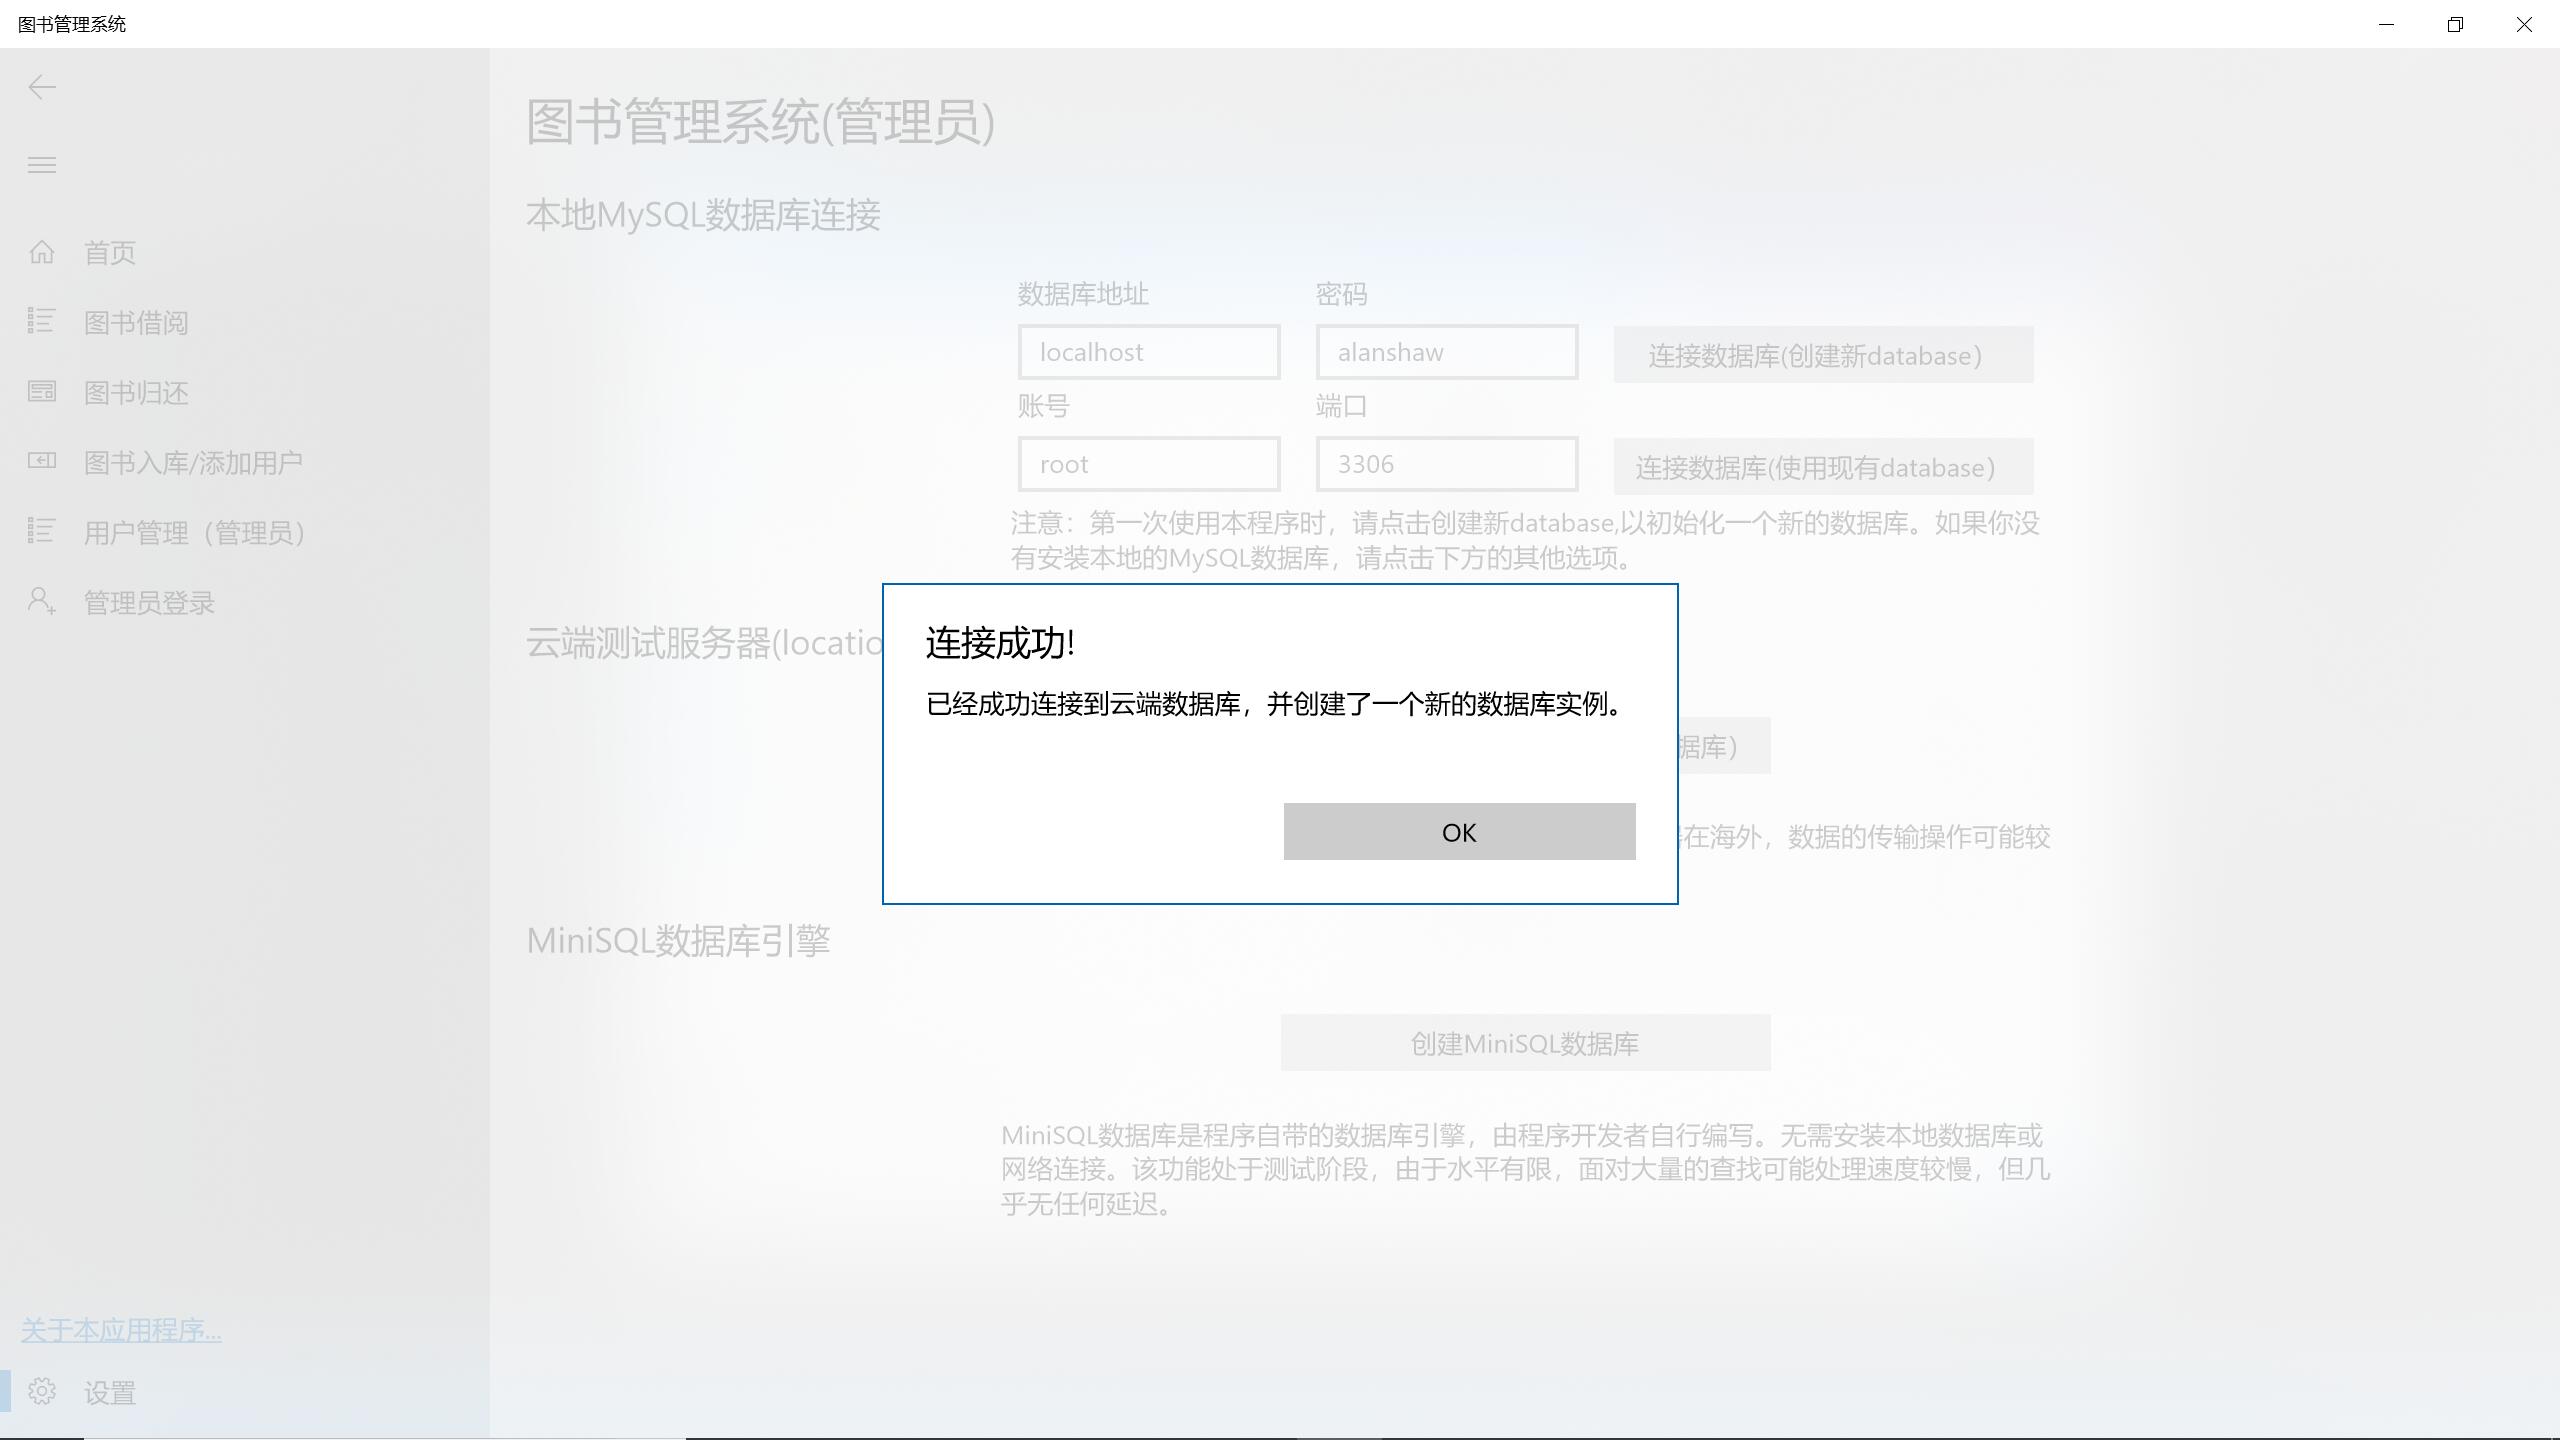 图书管理系统
图书管理系统(管理员)
本地MySQL数据库连接
首页
图书借阅
图书归还
图书入库/添加用户
用户管理（管理员）
管理员登录
数据库地址
密码
localhost
alanshaw
连接数据库(创建新database）
账号
端口
root
3306
连接数据库(使用现有database）
注意：第一次使用本程序时，请点击创建新database,以初始化一个新的数据库。如果你没
有安装本地的MySQL数据库，请点击下方的其他选项。
云端测试服务器(locatio
连接成功!
已经成功连接到云端数据库，并创建了一个新的数据库实例。
据库）
OK
在海外，数据的传输操作可能较
MiniSQL数据库引擎
创建MiniSQL数据库
MiniSQL数据库是程序自带的数据库引擎，由程序开发者自行编写。无需安装本地数据库或
网络连接。该功能处于测试阶段，由于水平有限，面对大量的查找可能处理速度较慢，但几
乎无任何延迟。
关于本应用程序...
设置